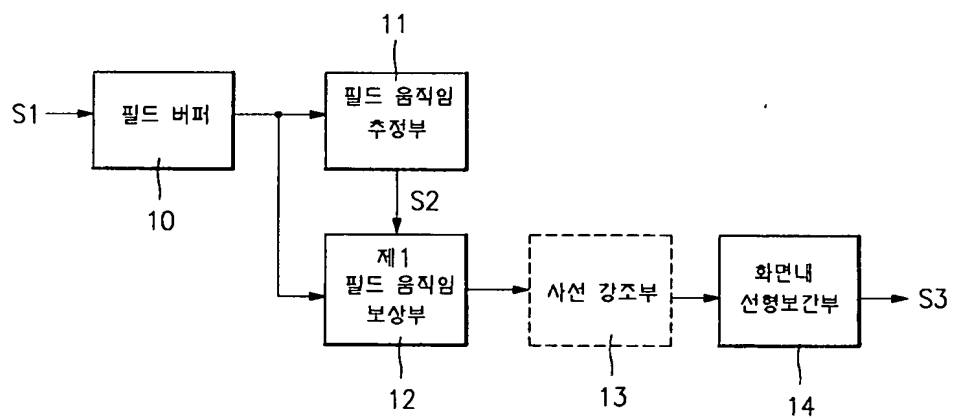 11
S1
필드 버퍼
필드 움직임
추정부
10
S2
제1
필드 움직임
보상부
사선 강조부
화면내
선형보간부
S3
12
13
14